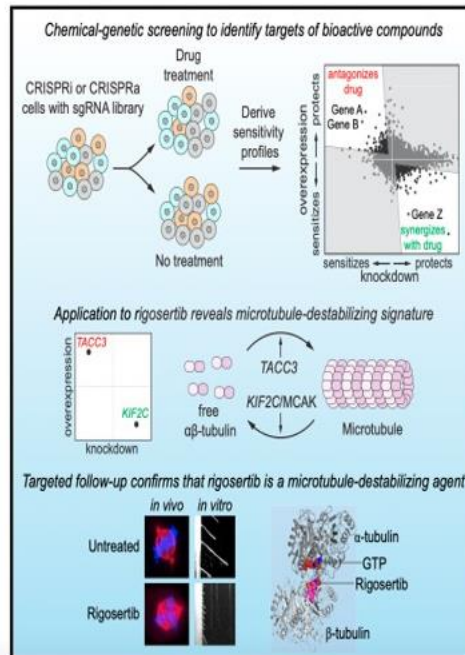 Chemical-genetic screening to identify targets of bioactive compounds
CRISPRi or CRISPRa
cells with sgRNA library
Drug
treatment
No treatment
Derive
sensitivity
profiles
antagonizes
drug
Gene A
Gene B
Gene Z
synergizes
with drug
overexpression
sensitizes
protects
sensitizes
protects
knockdown
Application to rigosertib reveals microtubule-destabilizing signature
overexpression
TACC3
KIF2C
knockdown
free
αβ-tubulin
TACC3
KIF2C/MCAK
Microtubule
Targeted follow-up confirms that rigosertib is a microtubule-destabilizing agent
in vivo
in vitro
Untreated
Rigosertib
α-tubulin
GTP
Rigosertib
β-tubulin